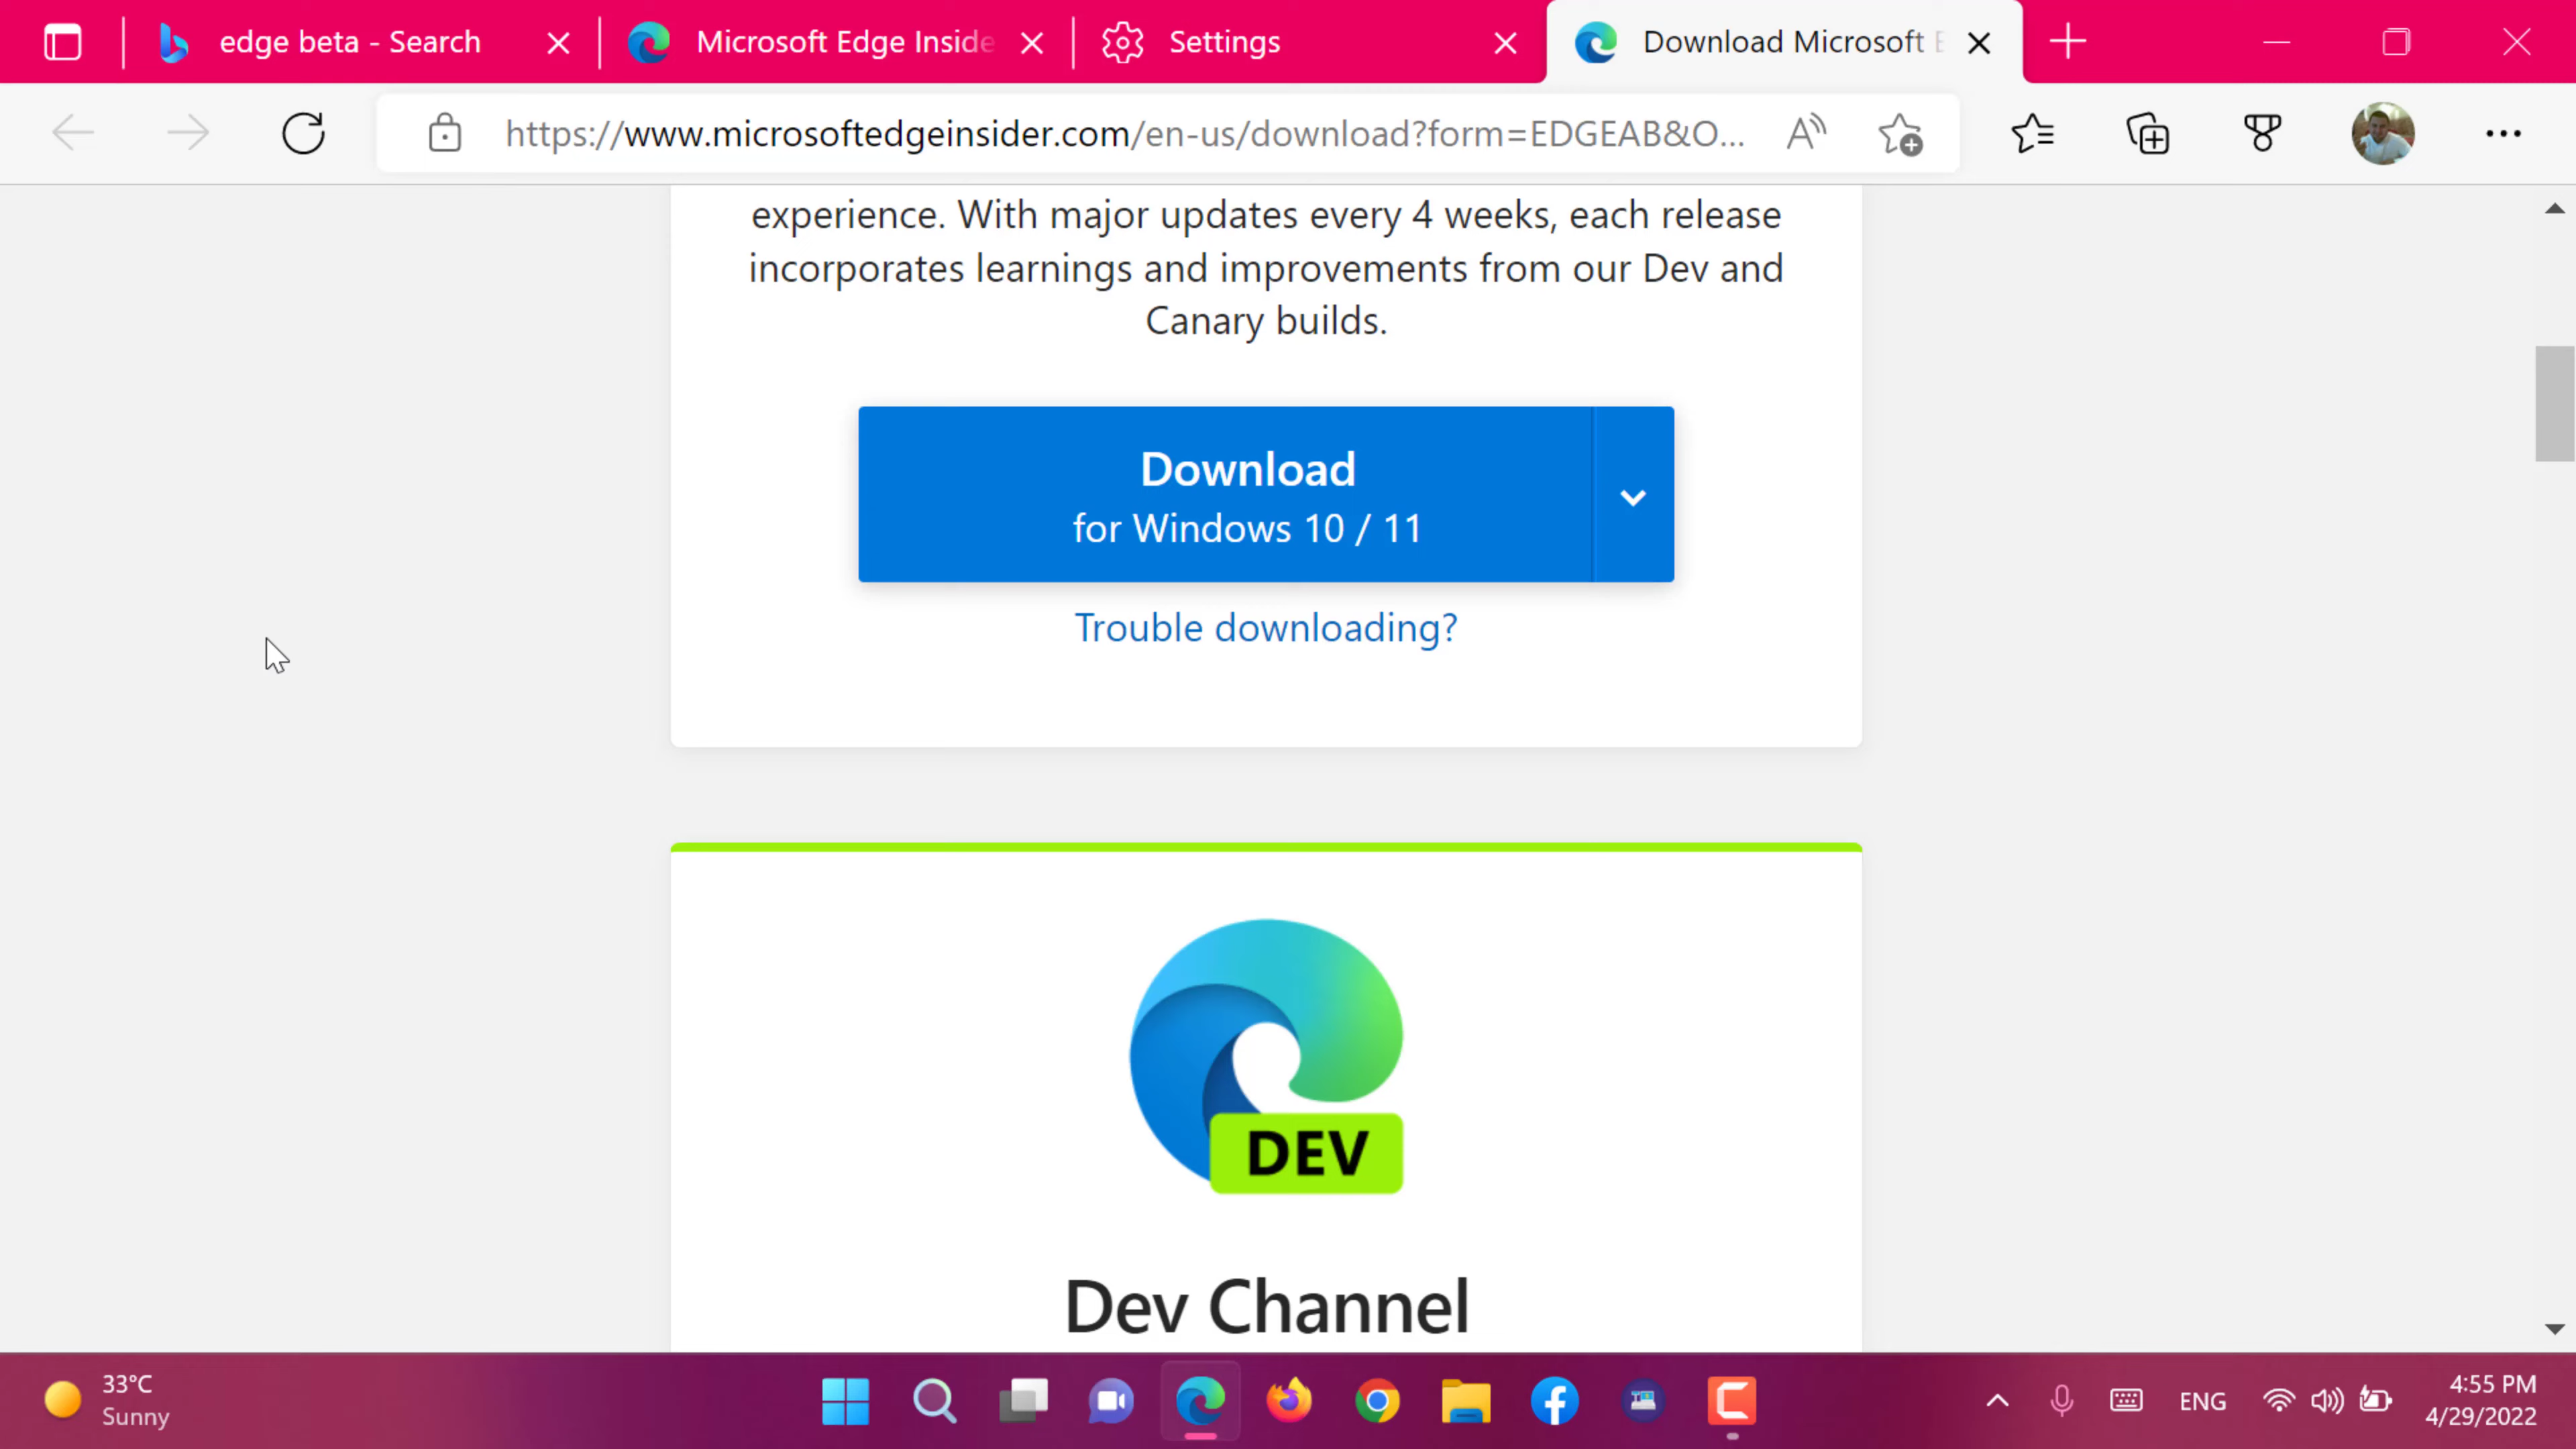 edge beta - Search
Microsoft Edge Inside
Settings
Download Microsoft E
https://www.microsoftedgeinsider.com/en-us/download?form=EDGEAB&O...
experience. With major updates every 4 weeks, each release
incorporates learnings and improvements from our Dev and
Canary builds.
Download
for Windows 10 / 11
Trouble downloading?
DEV
Dev Channel
33°C
Sunny
ENG
4:55 PM
4/29/2022